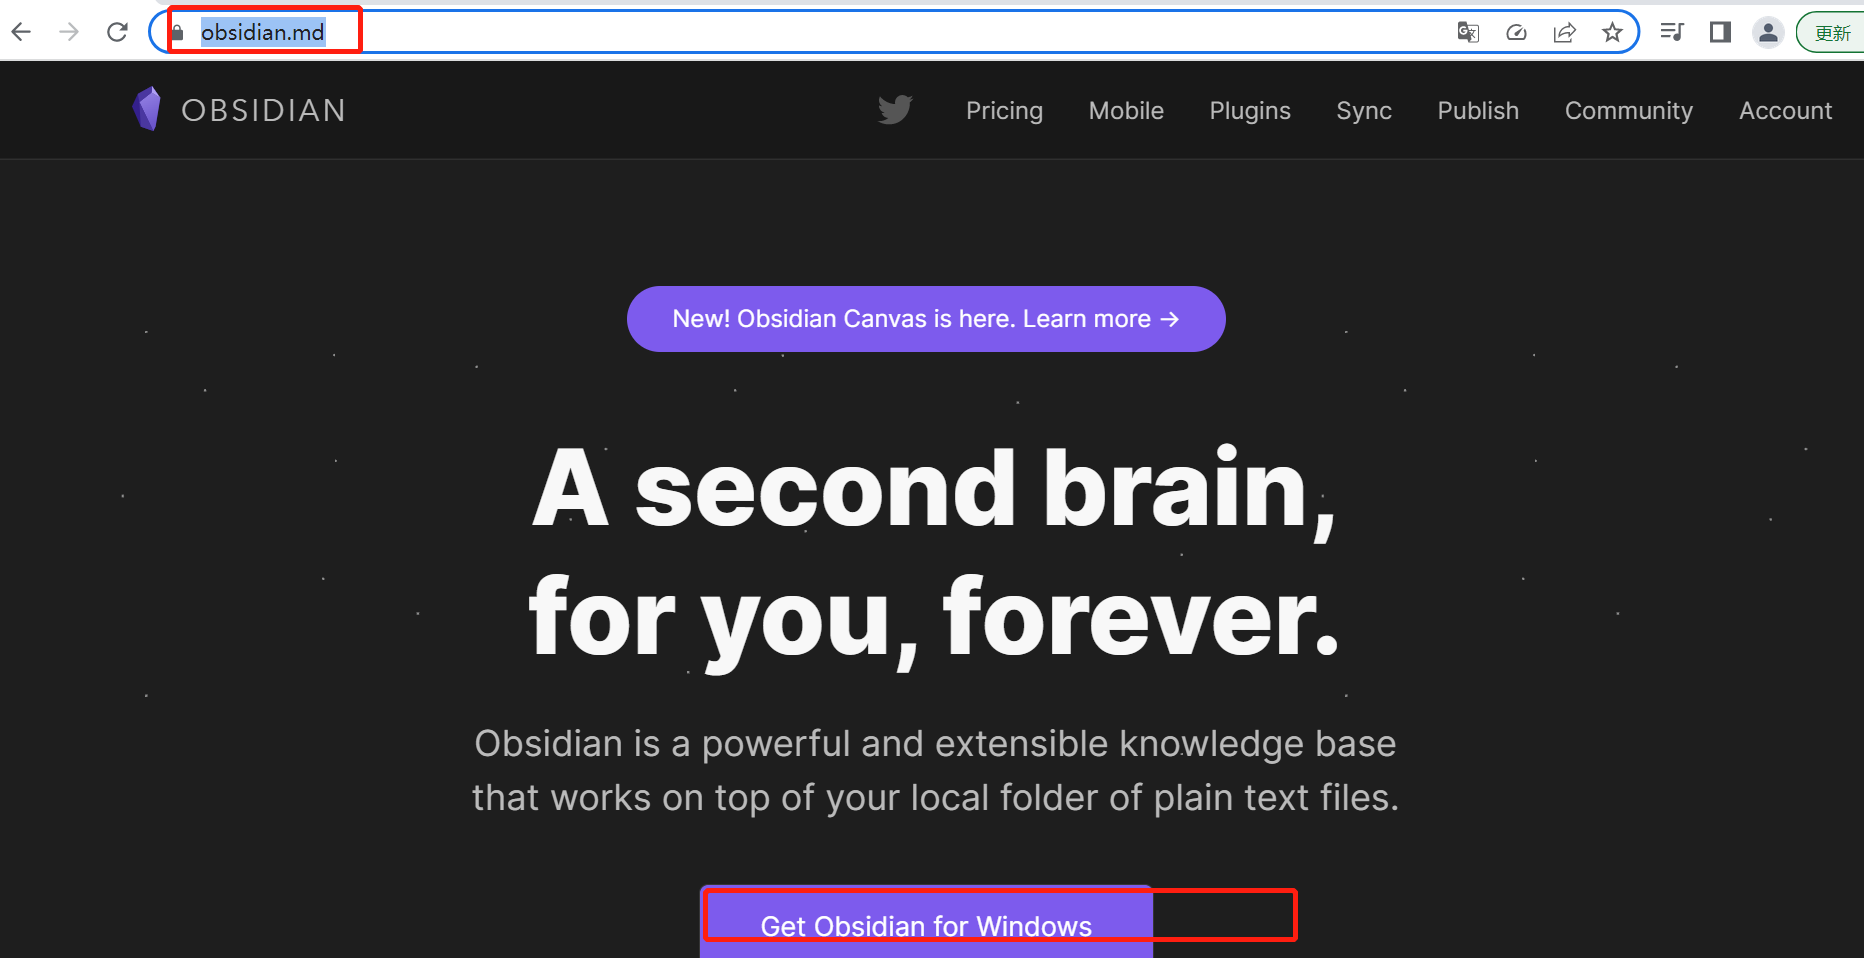 obsidian.md
更新
OBSIDIAN
Pricing
Mobile
Plugins
Sync
Publish
Community
Account
New! Obsidian Canvas is here. Learn more →
A second brain,
for you, forever.
Obsidian is a powerful and extensible knowledge base
that works on top of your local folder of plain text files.
Get Obsidian for Windows